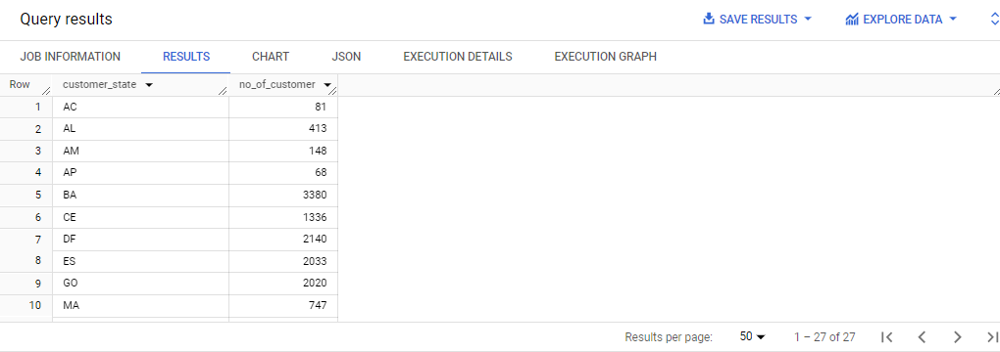 Query results SAVE RESULTS EXPLORE DATA
JOB INFORMATION RESULTS CHART JSON EXECUTION DETAILS EXECUTION GRAPH
Row customer_state no_of_customer
1 AC 81
2 AL 413
3 AM 148
4 AP 68
5 BA 3380
6 CE 1336
7 DF 2140
8 ES 2033
9 GO 2020
10 MA 747
Results per page: 50 1 – 27 of 27